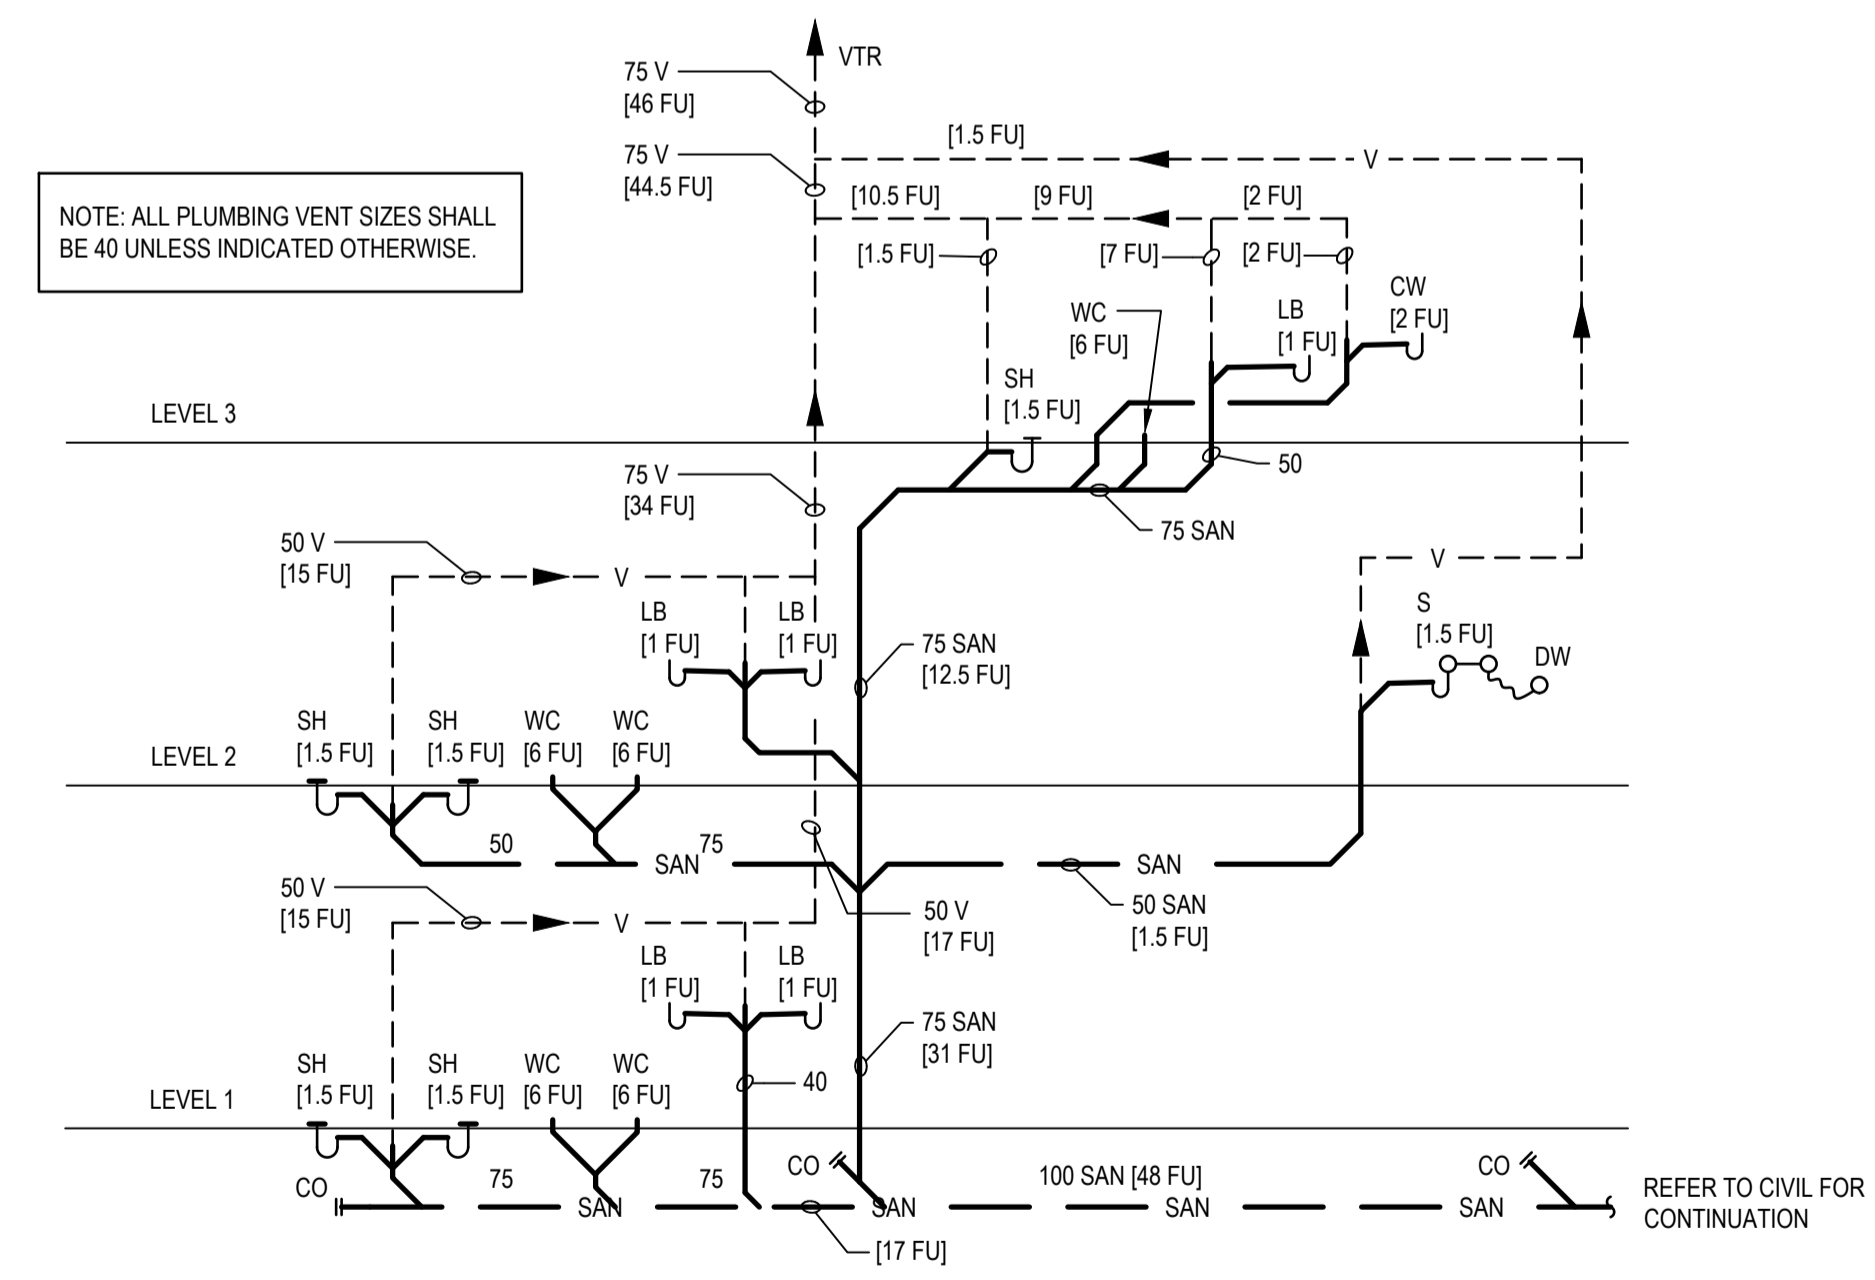 VTR
75 V
[46 FU]
[1.5 FU]
V
75 V
[44.5 FU]
[10.5 FU]
[9 FU]
[2 FU]
NOTE: ALL PLUMBING VENT SIZES SHALL
BE 40 UNLESS INDICATED OTHERWISE.
[1.5 FU]
[7 FU]
[2 FU]
WC
[6 FU]
LB
[1 FU]
CW
[2 FU]
SH
[1.5 FU]
LEVEL 3
50
75 V
[34 FU]
75 SAN
50 V
[15 FU]
V
V
LB
[1 FU]
LB
[1 FU]
75 SAN
[12.5 FU]
S
[1.5 FU]
DW
SH
[1.5 FU]
SH
[1.5 FU]
WC
[6 FU]
WC
[6 FU]
LEVEL 2
50
SAN
75
SAN
50 V
[15 FU]
V
50 V
[17 FU]
50 SAN
[1.5 FU]
LB
[1 FU]
LB
[1 FU]
75 SAN
[31 FU]
40
SH
[1.5 FU]
SH
[1.5 FU]
WC
[6 FU]
WC
[6 FU]
LEVEL 1
CO
75
SAN
75
CO
SAN
100 SAN [48 FU]
SAN
CO
SAN
[17 FU]
REFER TO CIVIL FOR
CONTINUATION